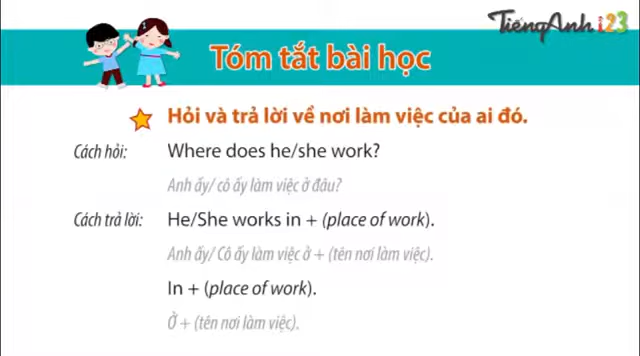 TiếngAnh i23
Tóm tắt bài học
Hỏi và trả lời về nơi làm việc của ai đó.
Cách hỏi: Where does he/she work?
Anh ấy/ cô ấy làm việc ở đâu?
Cách trả lời: He/She works in + (place of work).
Anh ấy/ Cô ấy làm việc ở + (tên nơi làm việc).
In + (place of work).
Ở + (tên nơi làm việc).